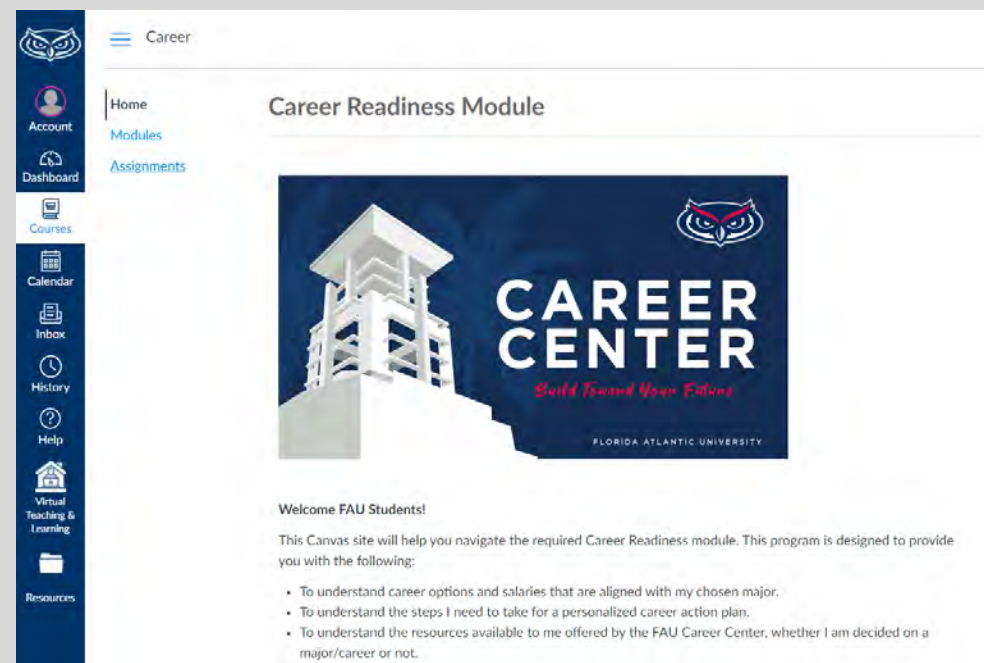 Career
Account
Dashboard
Courses
Calendar
Inbox
History
Help
Virtual
Teaching &
Learning
Resources
Home
Modules
Assignments
Career Readiness Module
CAREER
CENTER
Build Toward Your Future
FLORIDA ATLANTIC UNIVERSITY
Welcome FAU Students!
This Canvas site will help you navigate the required Career Readiness module. This program is designed to provide
you with the following:
• To understand career options and salaries that are aligned with my chosen major.
• To understand the steps I need to take for a personalized career action plan.
• To understand the resources available to me offered by the FAU Career Center, whether I am decided on a
major/career or not.